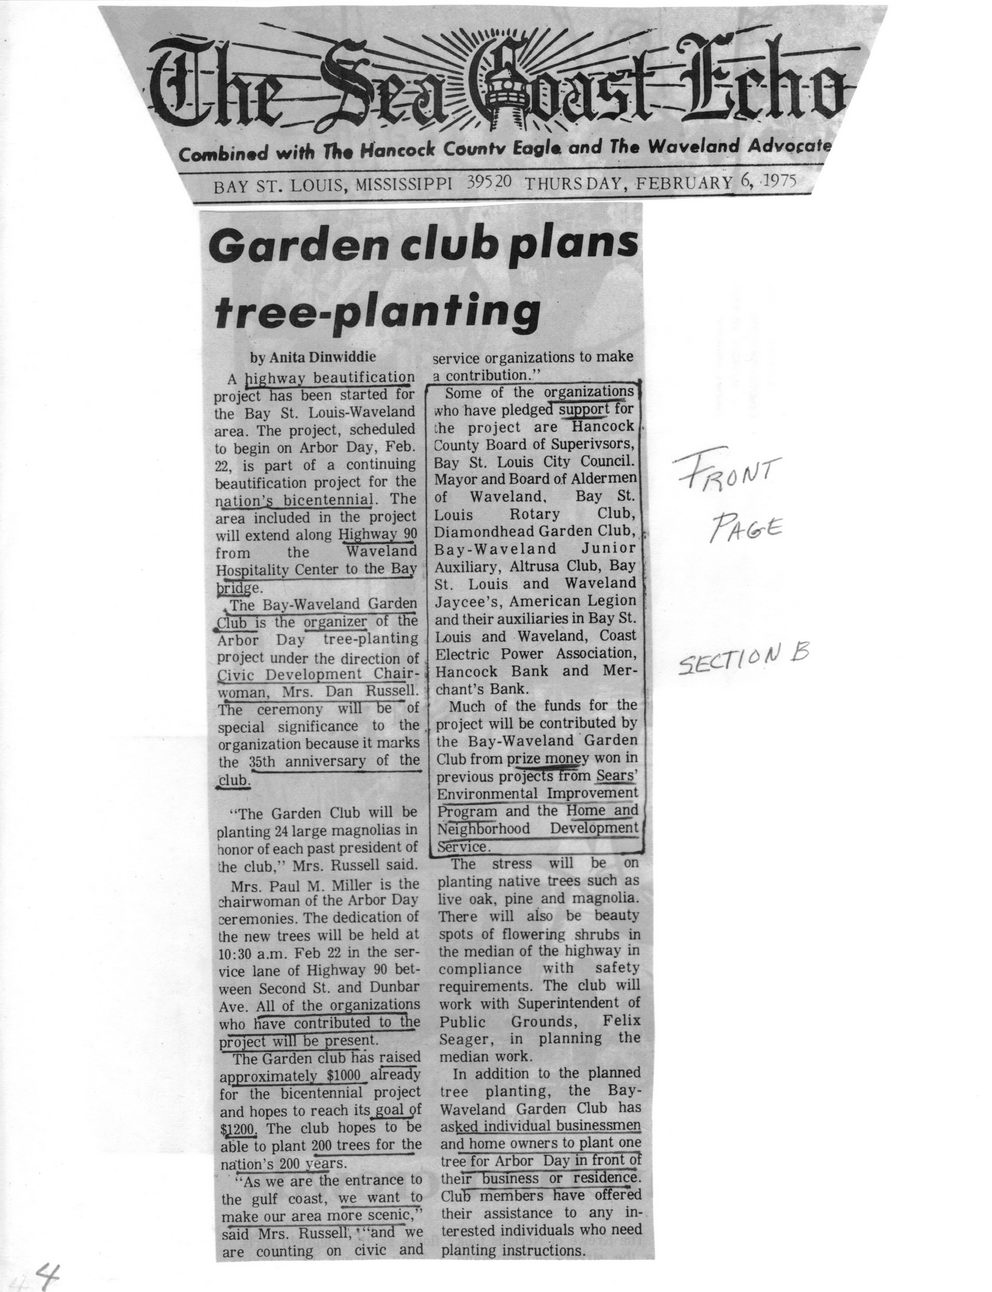 The Sea Coast Echo
Combined with The Hancock County Eagle and The Waveland Advocate
BAY ST. LOUIS, MISSISSIPPI 39520 THURSDAY, FEBRUARY 6, 1975
Garden club plans
tree-planting
by Anita Dinwiddie
A highway beautification
project has been started for
the Bay St. Louis-Waveland
area. The project, scheduled
to begin on Arbor Day, Feb.
22, is part of a continuing
beautification project for the
nation's bicentennial. The
area included in the project
will extend along Highway 90
from the Waveland
Hospitality Center to the Bay
bridge.
The Bay-Waveland Garden
Club is the organizer of the
Arbor Day tree-planting
project under the direction of
Civic Development Chair-
woman, Mrs. Dan Russell.
The ceremony will be of
special significance to the
organization because it marks
the 35th anniversary of the
club.
"The Garden Club will be
planting 24 large magnolias in
honor of each past president of
the club," Mrs. Russell said.
Mrs. Paul M. Miller is the
chairwoman of the Arbor Day
ceremonies. The dedication of
the new trees will be held at
10:30 a.m. Feb 22 in the ser-
vice lane of Highway 90 bet-
ween Second St. and Dunbar
Ave. All of the organizations
who have contributed to the
project will be present.
The Garden club has raised
approximately $1000 already
for the bicentennial project
and hopes to reach its goal of
$1200. The club hopes to be
able to plant 200 trees for the
nation's 200 years.
"As we are the entrance to
the gulf coast, we want to
make our area more scenic,"
said Mrs. Russell, "and we
are counting on civic and
service organizations to make
a contribution."
Some of the organizations
who have pledged support for
the project are Hancock
County Board of Superivsors,
Bay St. Louis City Council.
Mayor and Board of Aldermen
of Waveland, Bay St.
Louis Rotary Club,
Diamondhead Garden Club,
Bay-Waveland Junior
Auxiliary, Altrusa Club, Bay
St. Louis and Waveland
Jaycee's, American Legion
and their auxiliaries in Bay St.
Louis and Waveland, Coast
Electric Power Association,
Hancock Bank and Mer-
chant's Bank.
Much of the funds for the
project will be contributed by
the Bay-Waveland Garden
Club from prize money won in
previous projects from Sears'
Environmental Improvement
Program and the Home and
Neighborhood Development
Service.
The stress will be on
planting native trees such as
live oak, pine and magnolia.
There will also be beauty
spots of flowering shrubs in
the median of the highway in
compliance with safety
requirements. The club will
work with Superintendent of
Public Grounds, Felix
Seager, in planning the
median work.
In addition to the planned
tree planting, the Bay-
Waveland Garden Club has
asked individual businessmen
and home owners to plant one
tree for Arbor Day in front of
their business or residence.
Club members have offered
their assistance to any in-
terested individuals who need
planting instructions.
FRONT
PAGE
SECTION B
4